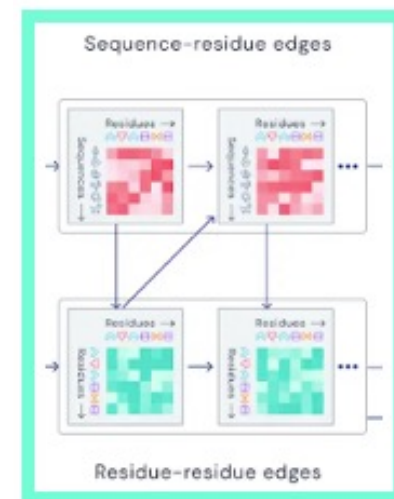 Sequence-residue edges
Residues → Residues →
Sequences →
Sequences →
Residues → Residues →
Residues →
Residues →
Residue-residue edges